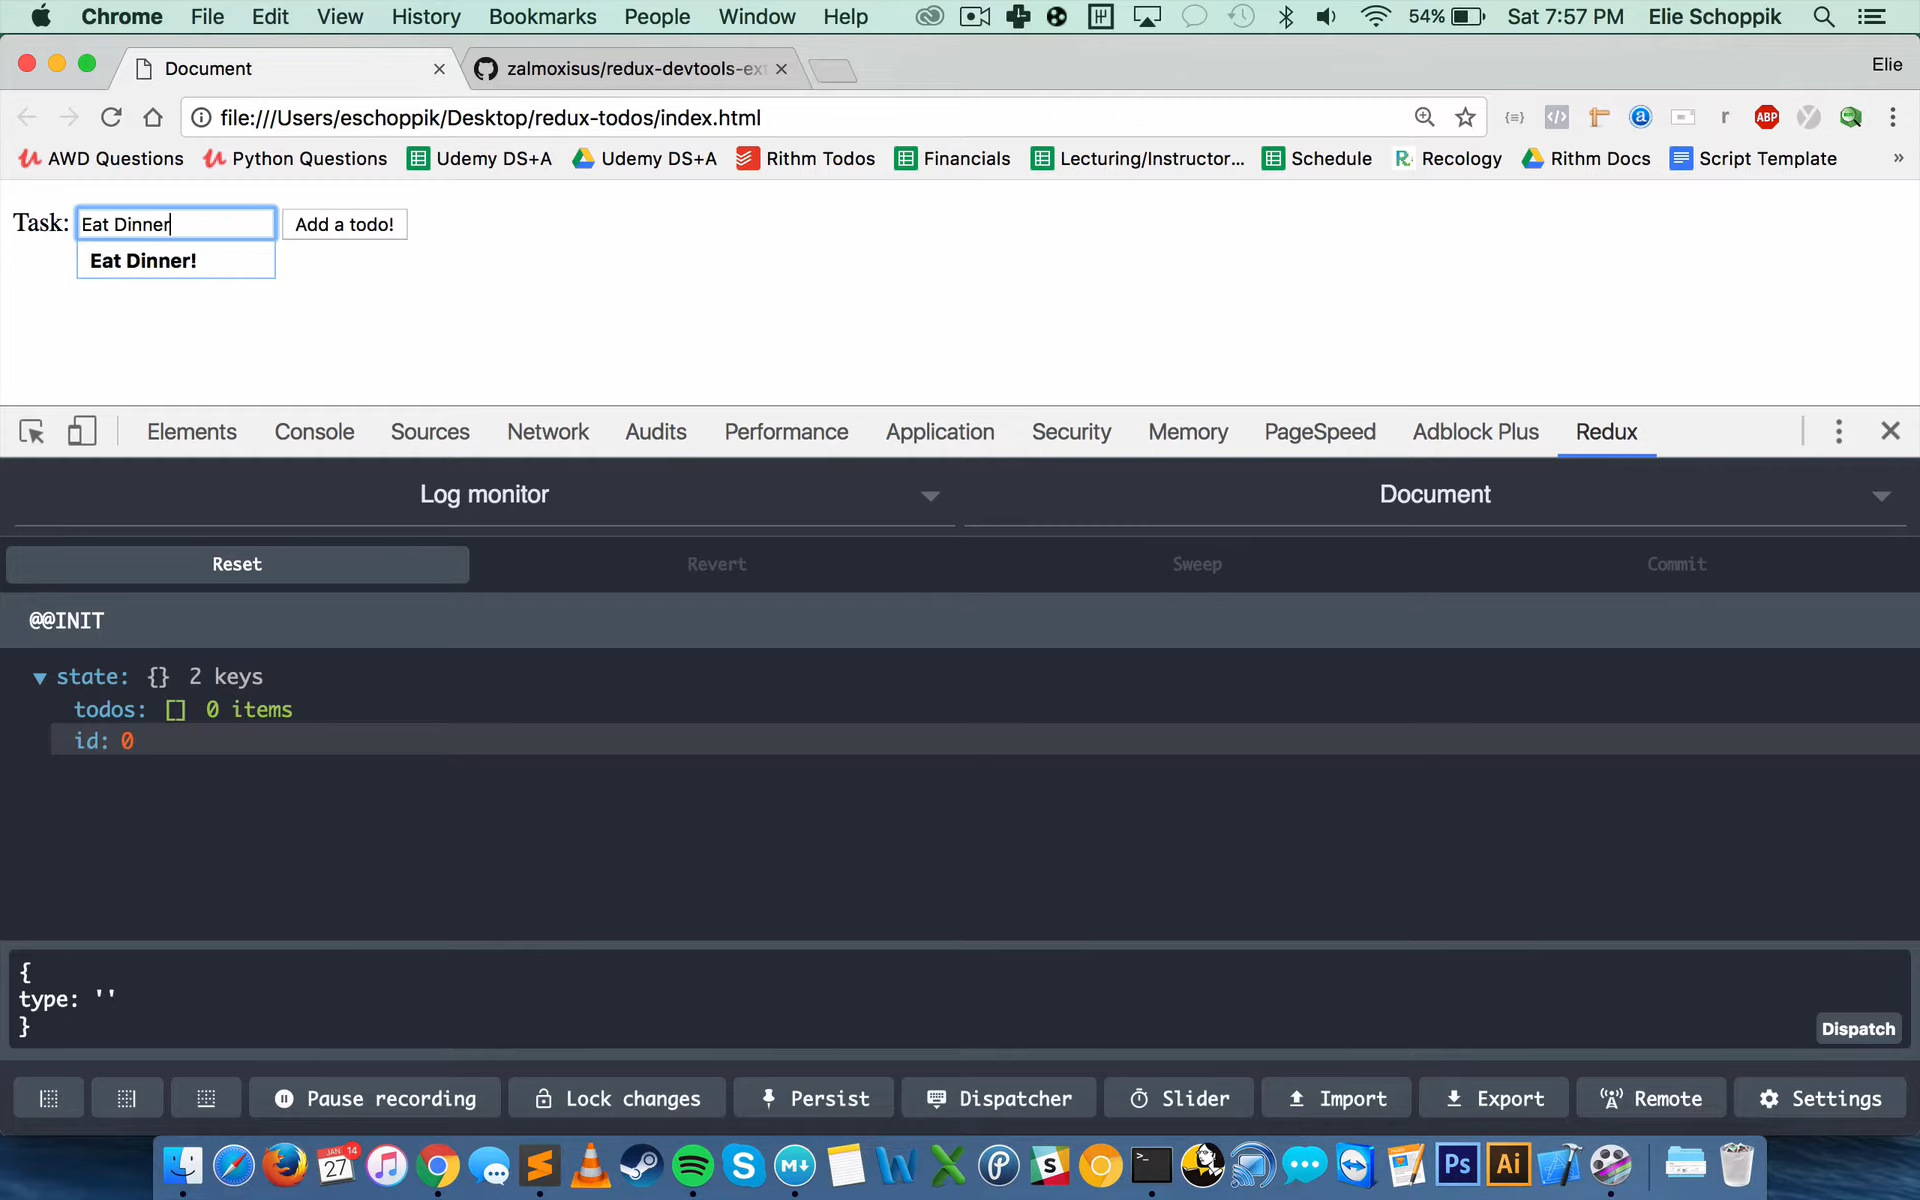 Chrome File Edit View History Bookmarks People Window Help 54% Sat 7:57 PM Elie Schoppik
Document zalmoxisus/redux-devtools-ext Elie
file:///Users/eschoppik/Desktop/redux-todos/index.html
AWD Questions Python Questions Udemy DS+A Udemy DS+A Rithm Todos Financials Lecturing/Instructor... Schedule Recology Rithm Docs Script Template »
Task: Eat Dinner Add a todo!
Eat Dinner!
Elements Console Sources Network Audits Performance Application Security Memory PageSpeed Adblock Plus Redux
Log monitor Document
Reset Revert Sweep Commit
@@INIT
state: {} 2 keys
todos: [] 0 items
id: 0
{
type: ''
}
Dispatch
Pause recording Lock changes Persist Dispatcher Slider Import Export Remote Settings